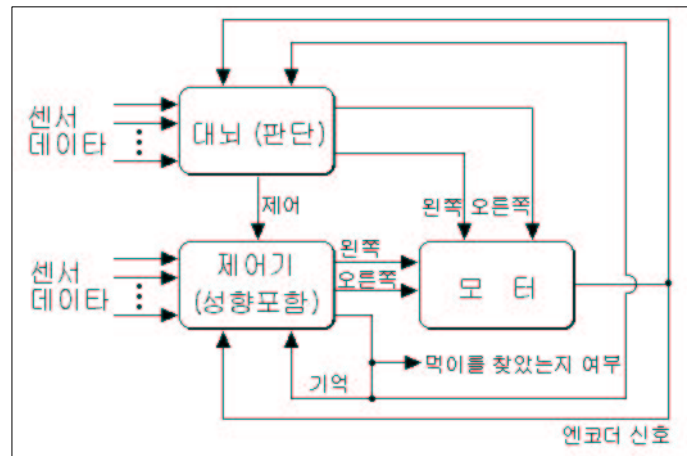 센서
데이타
대뇌 (판단)
제어
왼쪽
오른쪽
센서
데이타
제어기
(성향포함)
왼쪽
오른쪽
모 터
먹이를 찾았는지 여부
기억
엔코더 신호